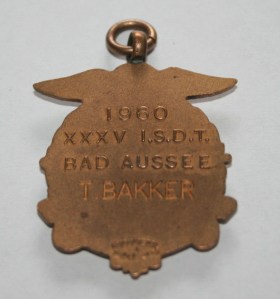 1960
XXXV I.S.D.T.
BAD AUSSEE
T. BAKKER